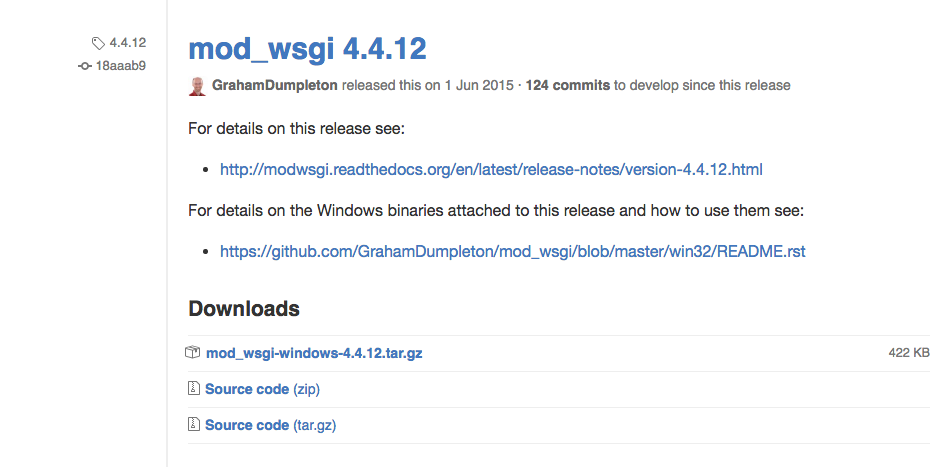 4.4.12
18aaab9
mod_wsgi 4.4.12
GrahamDumpleton released this on 1 Jun 2015 · 124 commits to develop since this release
For details on this release see:
• http://modwsgi.readthedocs.org/en/latest/release-notes/version-4.4.12.html
For details on the Windows binaries attached to this release and how to use them see:
• https://github.com/GrahamDumpleton/mod_wsgi/blob/master/win32/README.rst
Downloads
mod_wsgi-windows-4.4.12.tar.gz 422 KB
Source code (zip)
Source code (tar.gz)